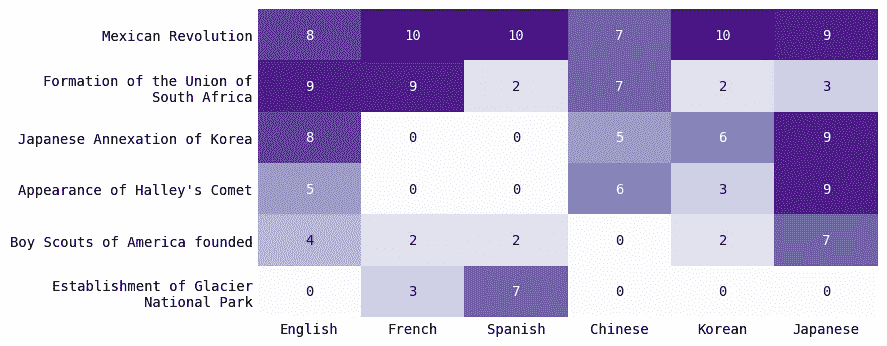 Mexican Revolution 8 10 10 7 10 9
Formation of the Union of
South Africa 9 9 2 7 2 3
Japanese Annexation of Korea 8 0 0 5 6 9
Appearance of Halley's Comet 5 0 0 6 3 9
Boy Scouts of America founded 4 2 2 0 2 7
Establishment of Glacier
National Park 0 3 7 0 0 0
English French Spanish Chinese Korean Japanese